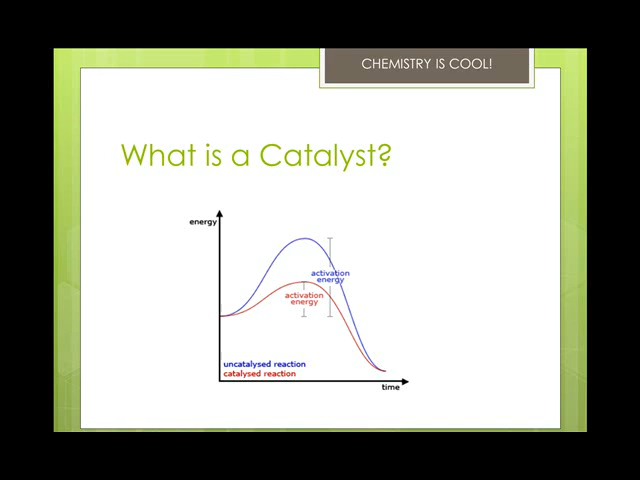 CHEMISTRY IS COOL!
What is a Catalyst?
energy
activation
energy
activation
energy
uncatalysed reaction
catalysed reaction
time